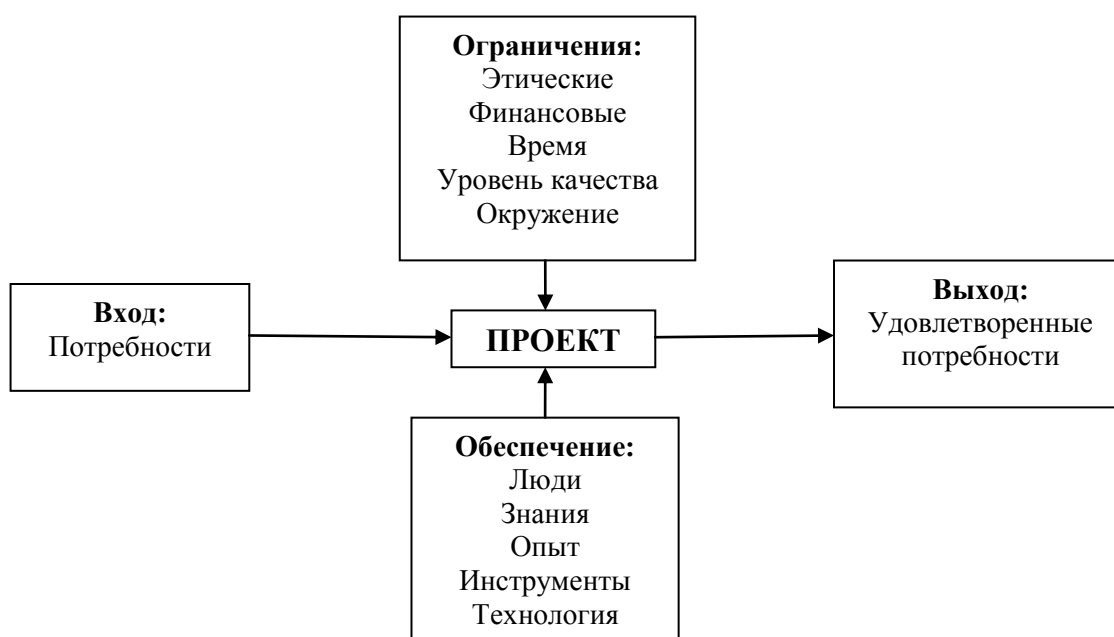 Ограничения:
Этические
Финансовые
Время
Уровень качества
Окружение
Вход:
Потребности
ПРОЕКТ
Выход:
Удовлетворенные
потребности
Обеспечение:
Люди
Знания
Опыт
Инструменты
Технология